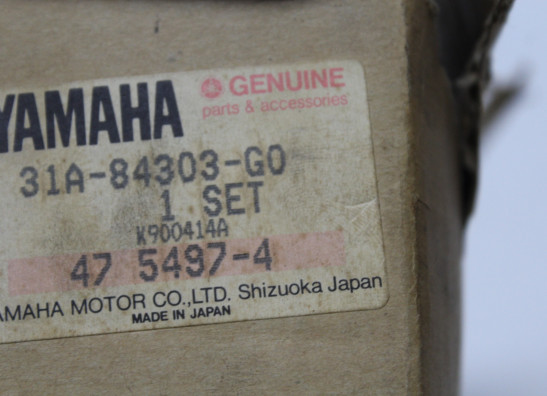 YAMAHA
GENUINE
parts & accessories
31A-84303-G0
1 SET
K900414A
47 5497-4
YAMAHA MOTOR CO.,LTD. Shizuoka Japan
MADE IN JAPAN